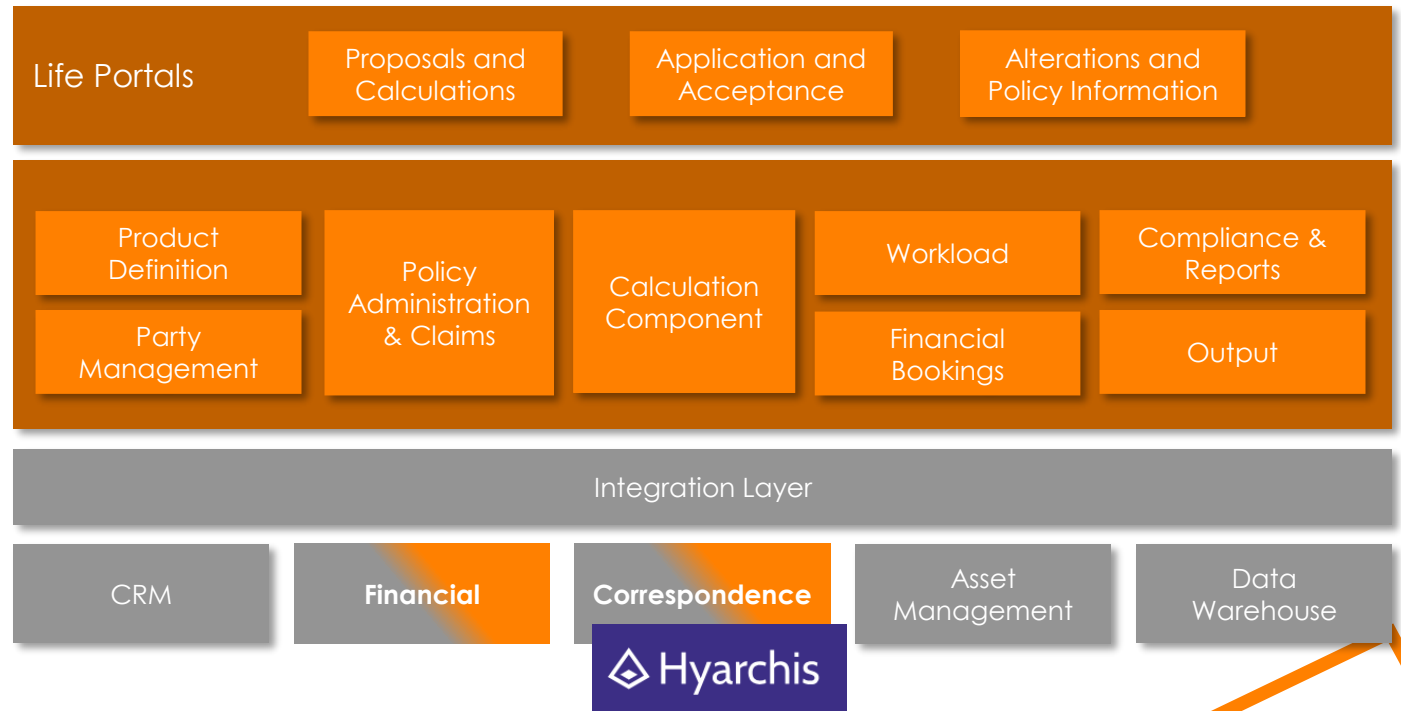 Life Portals
Proposals and
Calculations
Application and
Acceptance
Alterations and
Policy Information
Product
Definition
Party
Management
Policy
Administration
& Claims
Calculation
Component
Workload
Financial
Bookings
Compliance &
Reports
Output
Integration Layer
CRM
Financial
Correspondence
Asset
Management
Data
Warehouse
Hyarchis